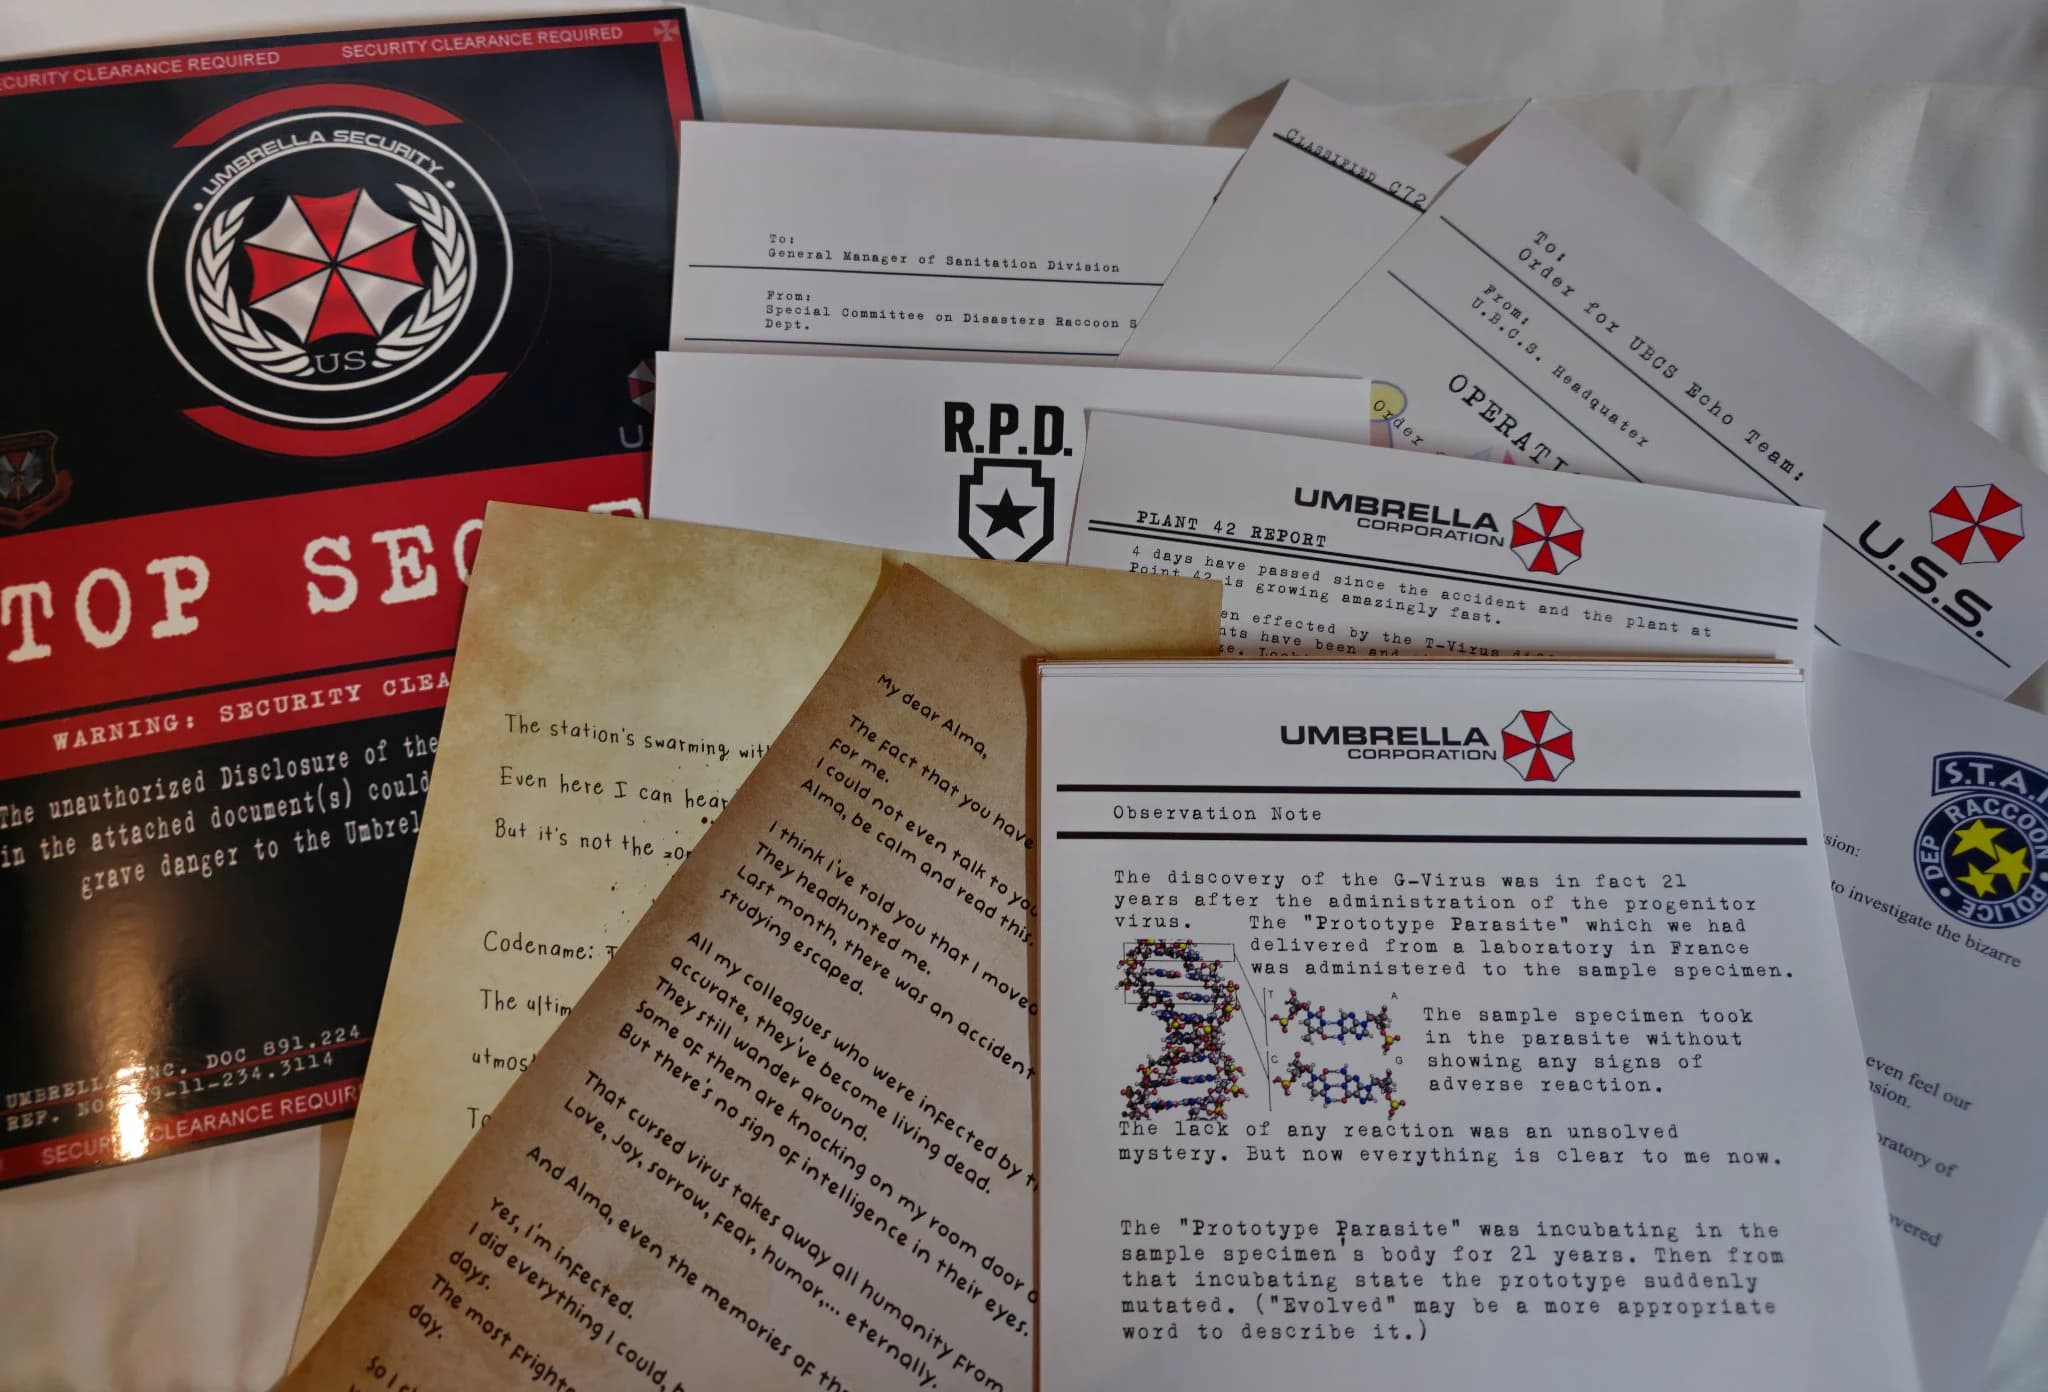 SECURITY CLEARANCE REQUIRED
SECURITY CLEARANCE REQUIRED
UMBRELLA SECURITY
US
TOP
WARNING: SECURITY
The unauthorized Disclosure of the
in the attached document(s) could
grave danger to the
UMBRELLA INC. DOC 891.224
REF.
SECURITY CLEARANCE
To:
General Manager of Sanitation Division
From:
Special Committee on Disasters Raccoon
Dept.
CLASSIFIED C72
To:
Order for UBCS Echo Team:
From:
U.B.C.S. Headquater
U.S.S.
Order
R.P.D.
UMBRELLA
CORPORATION
PLANT 42 REPORT
4 days have passed since the accident and the plant at
Point 42 is growing amazingly fast.
effected by the T-Virus
have been and
The station's swarming
Even here I can hear
But it's not the
Codename:
The
To
My dear Alma,
The fact that you have
for me.
I could not even talk to you
Alma, be calm and read this.
I think I've told you that I moved
They headhunted me.
Last month, there was an accident
studying escaped.
All my colleagues who were infected by
accurate, they've become living dead.
They still wander around.
Some of them are knocking on my room door
But there's no sign of intelligence in their eyes.
That cursed virus takes away all humanity from
Love, Joy, sorrow, fear, humor,... eternally.
And Alma, even the memories of the
Yes, I'm infected.
I did everything I could,
days.
The most
day.
So I
UMBRELLA
CORPORATION
Observation Note
The discovery of the G-Virus was in fact 21
years after the administration of the progenitor
virus. The "Prototype Parasite" which we had
delivered from a laboratory in France
was administered to the sample specimen.
T A
C G
The sample specimen took
in the parasite without
showing any signs of
adverse reaction.
The lack of any reaction was an unsolved
mystery. But now everything is clear to me now.
The "Prototype Parasite" was incubating in the
sample specimen's body for 21 years. Then from
that incubating state the prototype suddenly
mutated. ("Evolved" may be a more appropriate
word to describe it.)
RACCOON POLICE DEP
to investigate the bizarre
even feel our
of